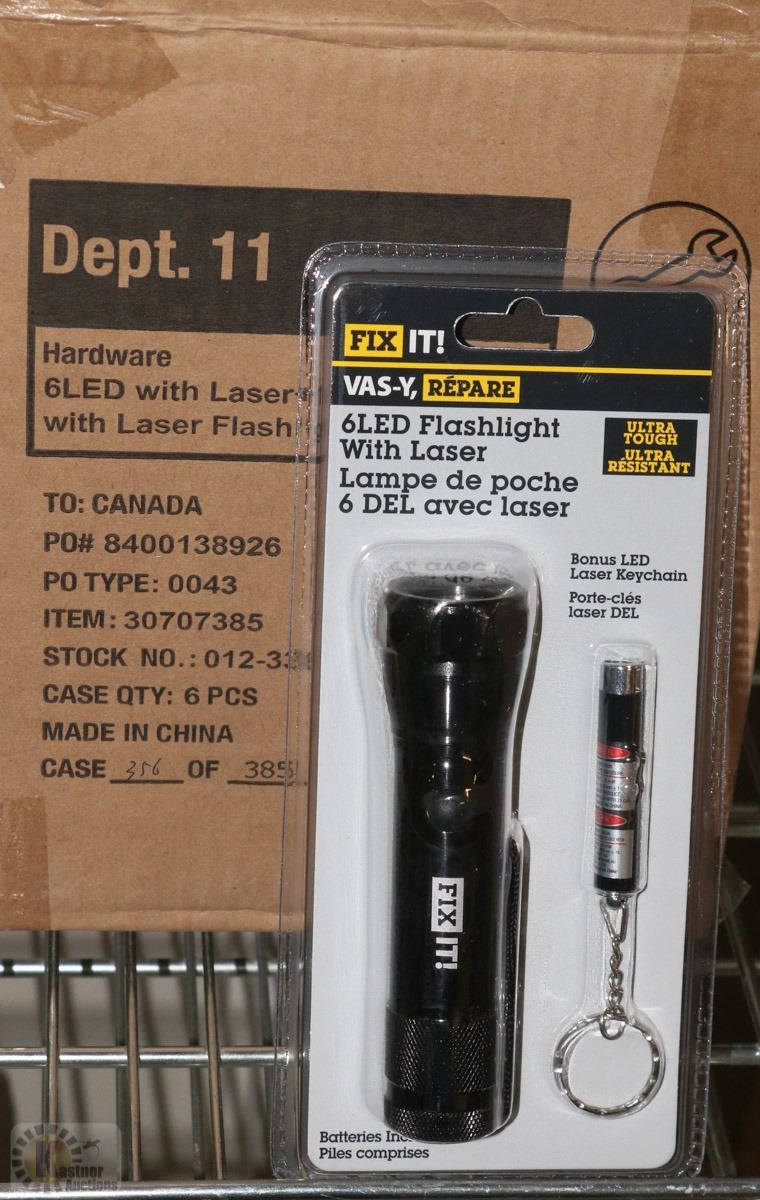 Dept. 11
Hardware
6LED with Laser
with Laser
TO: CANADA
PO# 8400138926
PO TYPE: 0043
ITEM: 30707385
STOCK NO.: 012-
CASE QTY: 6 PCS
MADE IN CHINA
CASE 356 OF 385
FIX IT!
VAS-Y, RÉPARE
6LED Flashlight
With Laser
Lampe de poche
6 DEL avec laser
ULTRA
TOUGH
ULTRA
RÉSISTANT
Bonus LED
Laser Keychain
Porte-clés
laser DEL
FIX IT!
Batteries
Piles comprises
Kastner
Auctions